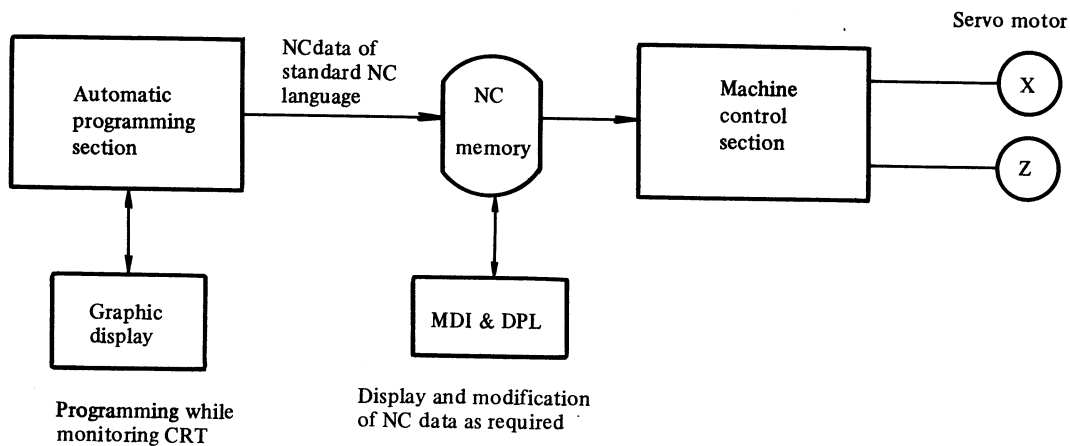 Servo motor
NCdata of
standard NC
language
Automatic
programming
section
NC
memory
Machine
control
section
X
Z
Graphic
display
MDI & DPL
Programming while
monitoring CRT
Display and modification
of NC data as required